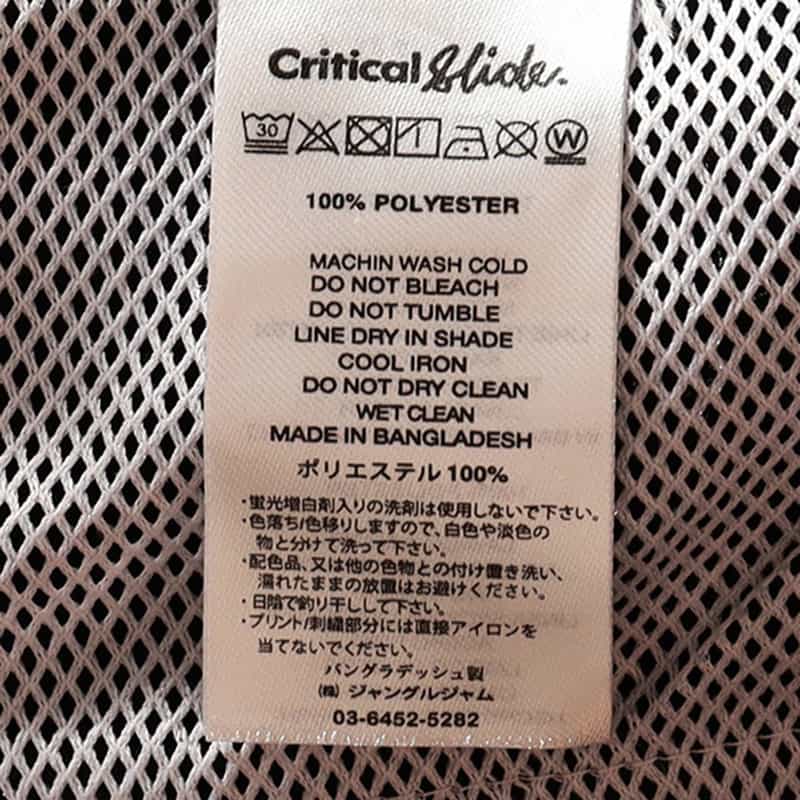 Critical Slide.
30
W
100% POLYESTER
MACHIN WASH COLD
DO NOT BLEACH
DO NOT TUMBLE
LINE DRY IN SHADE
COOL IRON
DO NOT DRY CLEAN
WET CLEAN
MADE IN BANGLADESH
ポリエステル100%
・蛍光増白剤入りの洗剤は使用しないで下さい。
・色落ち/色移りしますので、白色や淡色の
物と分けて洗って下さい。
・配色品、又は他の色物との付け置き洗い、
濡れたままの放置はお避けください。
・日陰で釣り干しして下さい。
・プリント/刺繍部分には直接アイロンを
当てないでください。
バングラデッシュ製
㈱ ジャングルジャム
03-6452-5282